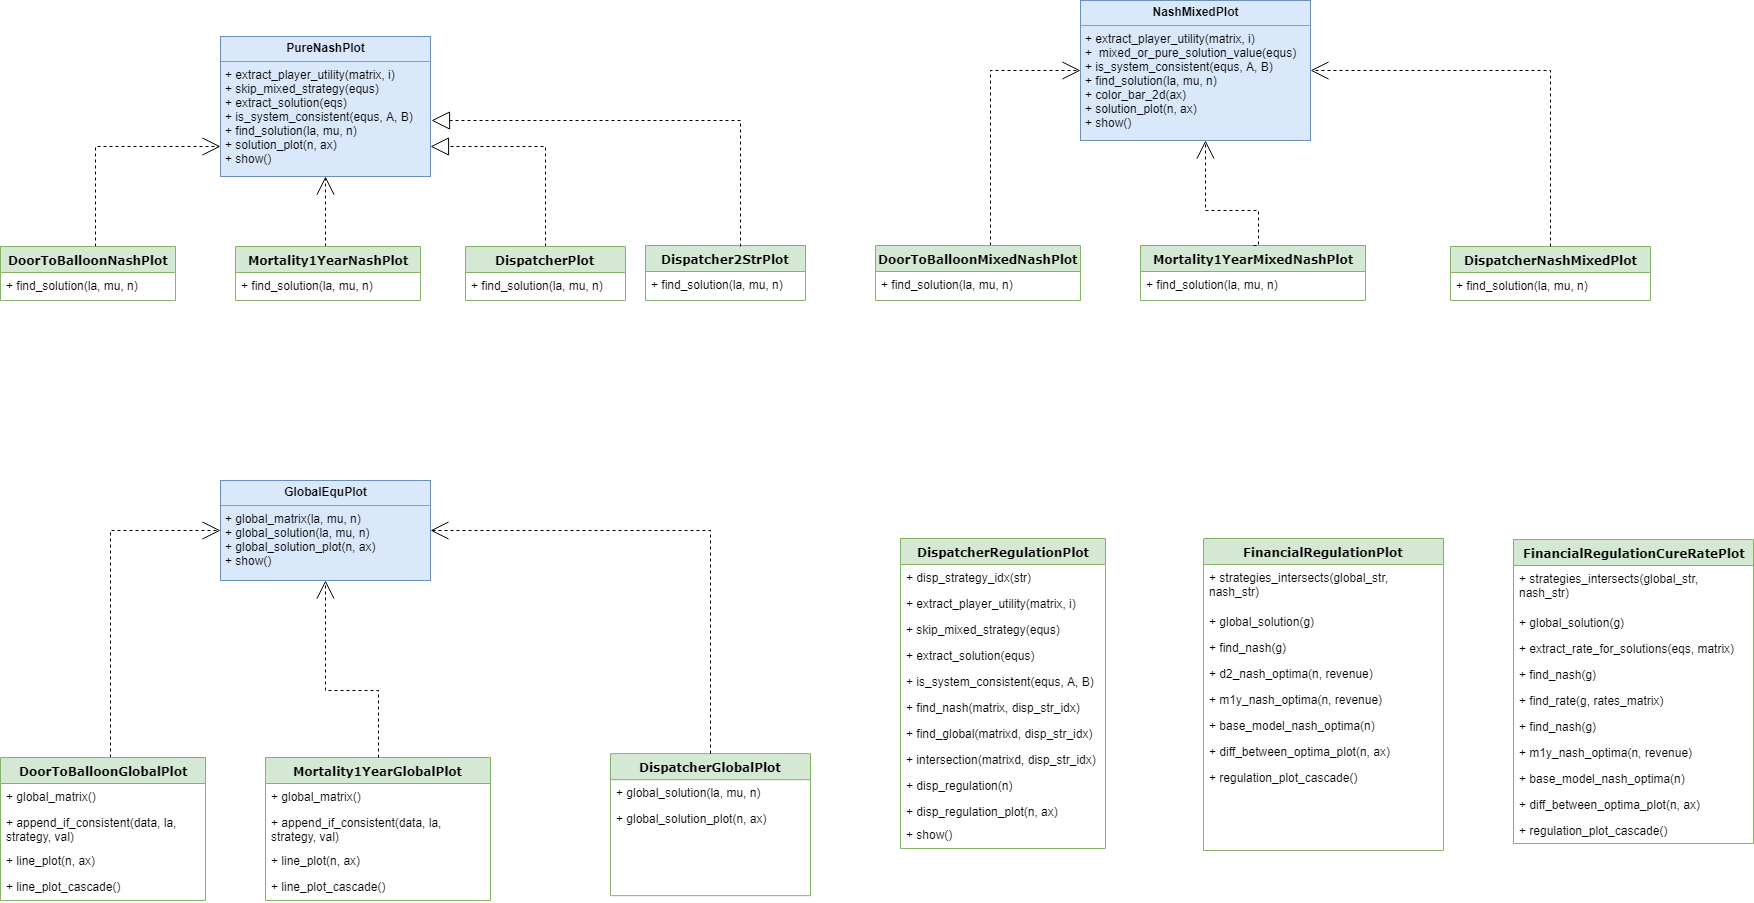 PureNashPlot
+ extract_player_utility(matrix, i)
+ skip_mixed_strategy(equs)
+ extract_solution(eqs)
+ is_system_consistent(equs, A, B)
+ find_solution(la, mu, n)
+ solution_plot(n, ax)
+ show()
NashMixedPlot
+ extract_player_utility(matrix, i)
+ mixed_or_pure_solution_value(equs)
+ is_system_consistent(equs, A, B)
+ find_solution(la, mu, n)
+ color_bar_2d(ax)
+ solution_plot(n, ax)
+ show()
DoorToBalloonNashPlot
+ find_solution(la, mu, n)
Mortality1YearNashPlot
+ find_solution(la, mu, n)
DispatcherPlot
+ find_solution(la, mu, n)
Dispatcher2StrPlot
+ find_solution(la, mu, n)
DoorToBalloonMixedNashPlot
+ find_solution(la, mu, n)
Mortality1YearMixedNashPlot
+ find_solution(la, mu, n)
DispatcherNashMixedPlot
+ find_solution(la, mu, n)
GlobalEquPlot
+ global_matrix(la, mu, n)
+ global_solution(la, mu, n)
+ global_solution_plot(n, ax)
+ show()
DoorToBalloonGlobalPlot
+ global_matrix()
+ append_if_consistent(data, la,
strategy, val)
+ line_plot(n, ax)
+ line_plot_cascade()
Mortality1YearGlobalPlot
+ global_matrix()
+ append_if_consistent(data, la,
strategy, val)
+ line_plot(n, ax)
+ line_plot_cascade()
DispatcherGlobalPlot
+ global_solution(la, mu, n)
+ global_solution_plot(n, ax)
DispatcherRegulationPlot
+ disp_strategy_idx(str)
+ extract_player_utility(matrix, i)
+ skip_mixed_strategy(equs)
+ extract_solution(equs)
+ is_system_consistent(equs, A, B)
+ find_nash(matrix, disp_str_idx)
+ find_global(matrixd, disp_str_idx)
+ intersection(matrixd, disp_str_idx)
+ disp_regulation(n)
+ disp_regulation_plot(n, ax)
+ show()
FinancialRegulationPlot
+ strategies_intersects(global_str,
nash_str)
+ global_solution(g)
+ find_nash(g)
+ d2_nash_optima(n, revenue)
+ m1y_nash_optima(n, revenue)
+ base_model_nash_optima(n)
+ diff_between_optima_plot(n, ax)
+ regulation_plot_cascade()
FinancialRegulationCureRatePlot
+ strategies_intersects(global_str,
nash_str)
+ global_solution(g)
+ extract_rate_for_solutions(eqs, matrix)
+ find_nash(g)
+ find_rate(g, rates_matrix)
+ find_nash(g)
+ m1y_nash_optima(n, revenue)
+ base_model_nash_optima(n)
+ diff_between_optima_plot(n, ax)
+ regulation_plot_cascade()